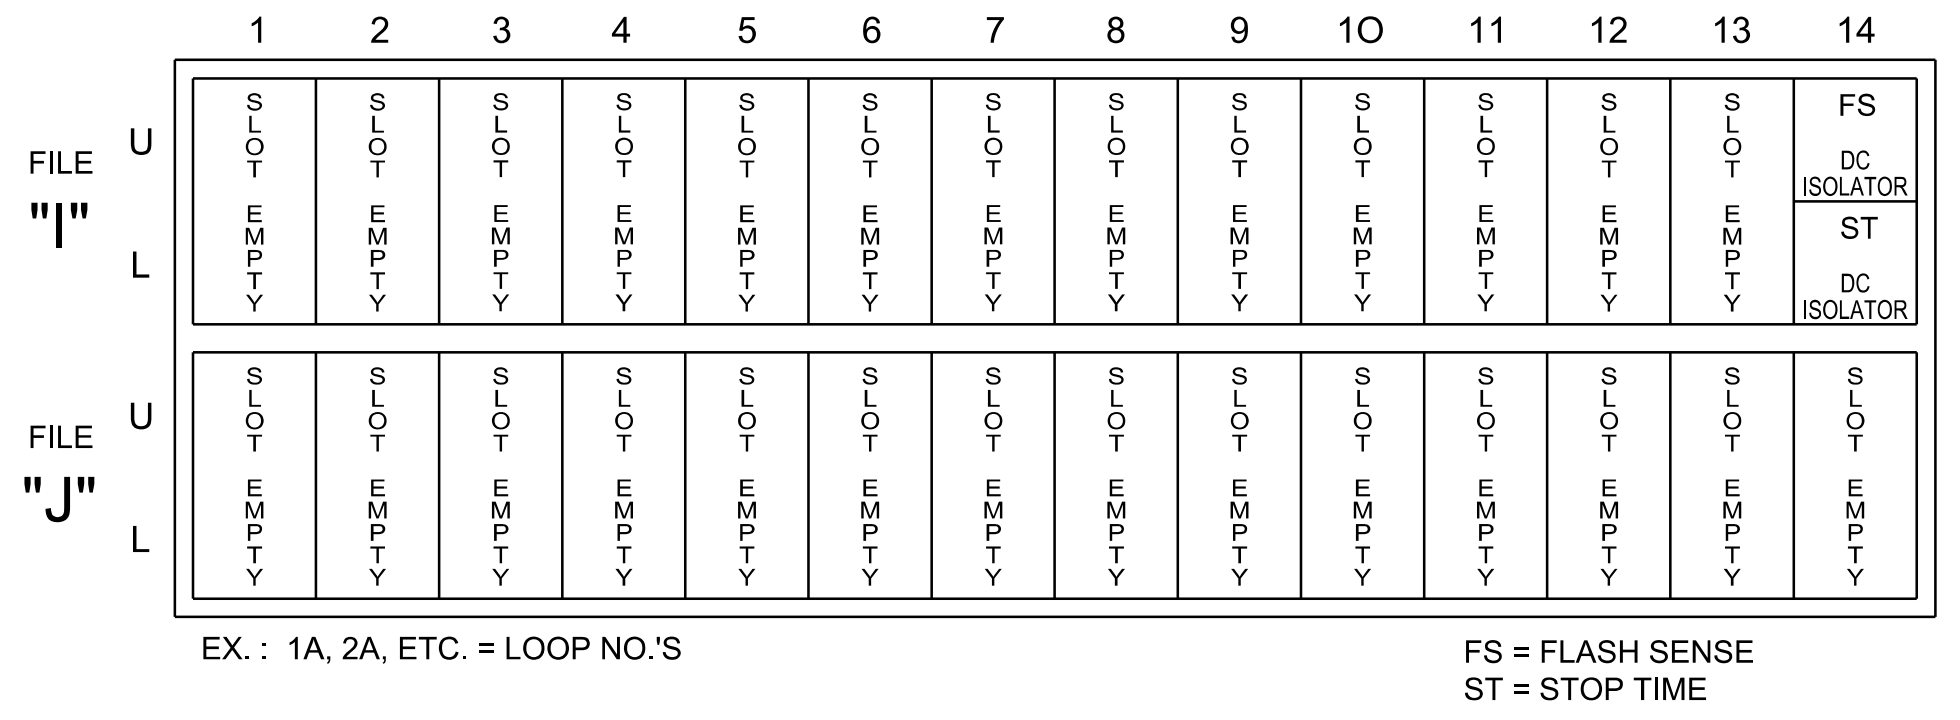 1 2 3 4 5 6 7 8 9 10 11 12 13 14
FILE
"I"
U
L
SLOT EMPTY
SLOT EMPTY
SLOT EMPTY
SLOT EMPTY
SLOT EMPTY
SLOT EMPTY
SLOT EMPTY
SLOT EMPTY
SLOT EMPTY
SLOT EMPTY
SLOT EMPTY
SLOT EMPTY
SLOT EMPTY
FS
DC
ISOLATOR
ST
DC
ISOLATOR
FILE
"J"
U
L
SLOT EMPTY
SLOT EMPTY
SLOT EMPTY
SLOT EMPTY
SLOT EMPTY
SLOT EMPTY
SLOT EMPTY
SLOT EMPTY
SLOT EMPTY
SLOT EMPTY
SLOT EMPTY
SLOT EMPTY
SLOT EMPTY
SLOT EMPTY
EX. : 1A, 2A, ETC. = LOOP NO.'S
FS = FLASH SENSE
ST = STOP TIME